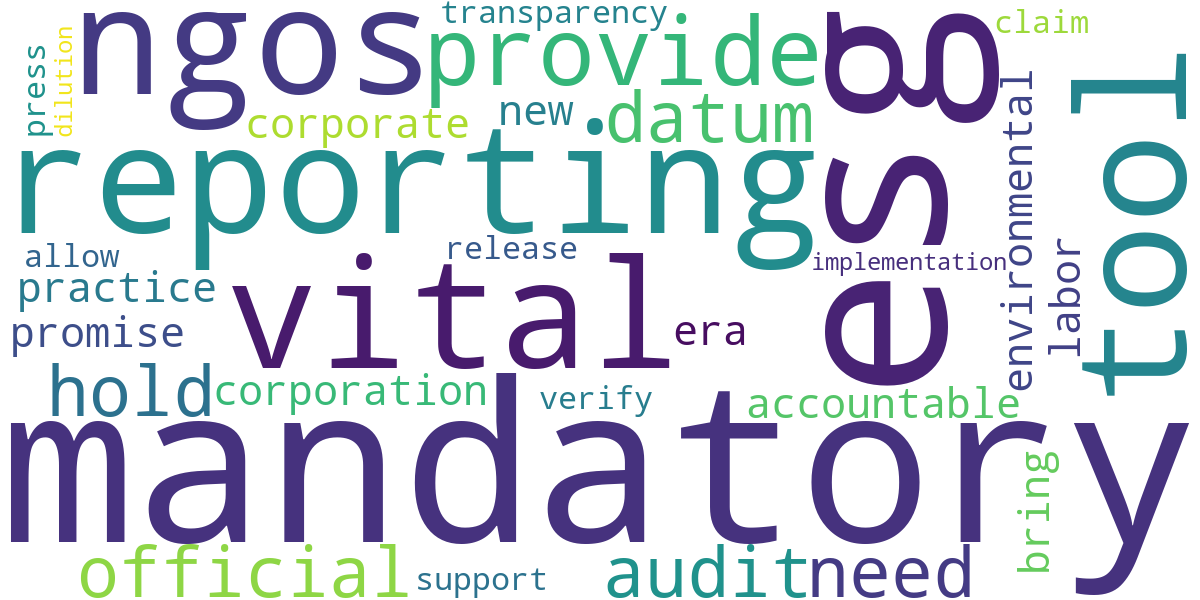 transparency
claim
ngos
provide
esg
press
dilution
corporate
new
datum
tool
environmental
reporting
allow
release
implementation
labor
practice
vital
promise
era
hold
corporation
verify
accountable
mandatory
bring
official
support
audit
need